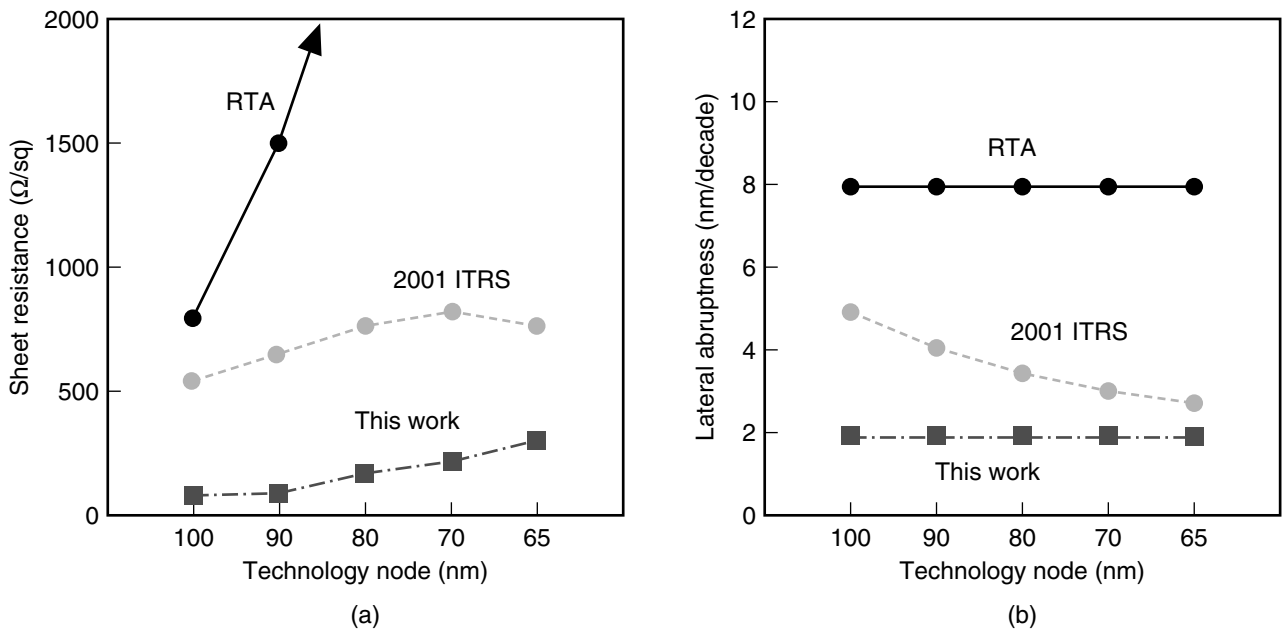 2000
1500
1000
500
0
Sheet resistance (Ω/sq)
RTA
2001 ITRS
This work
100 90 80 70 65
Technology node (nm)
(a)
12
10
8
6
4
2
0
Lateral abruptness (nm/decade)
RTA
2001 ITRS
This work
100 90 80 70 65
Technology node (nm)
(b)